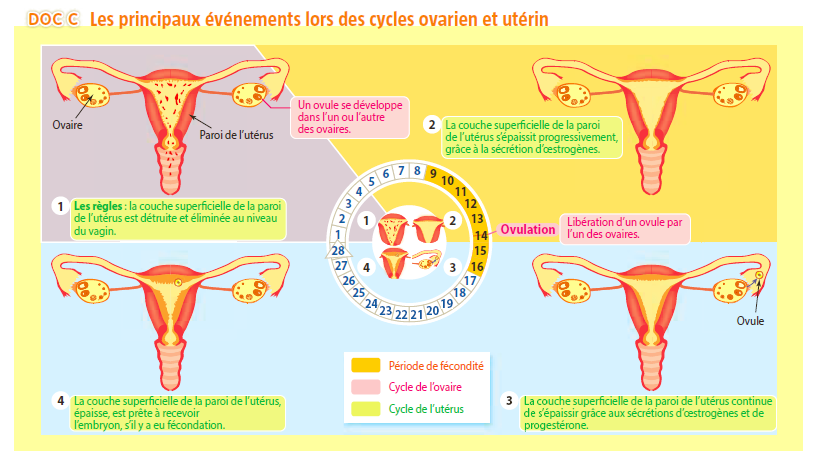 DOC C Les principaux événements lors des cycles ovarien et utérin
Ovaire
Paroi de l'utérus
Un ovule se développe
dans l'un ou l'autre
des ovaires.
1 Les règles : la couche superficielle de la paroi
de l'utérus est détruite et éliminée au niveau
du vagin.
2 La couche superficielle de la paroi
de l'utérus s'épaissit progressivement,
grâce à la sécrétion d'œstrogènes.
1 2 3 4 5 6 7 8 9 10 11 12 13 14 15 16 17 18 19 20 21 22 23 24 25 26 27 28
1
2
4
3
Ovulation
Libération d'un ovule par
l'un des ovaires.
Ovule
Période de fécondité
Cycle de l'ovaire
Cycle de l'utérus
4 La couche superficielle de la paroi de l'utérus,
épaisse, est prête à recevoir
l'embryon, s'il y a eu fécondation.
3 La couche superficielle de la paroi de l'utérus continue
de s'épaissir grâce aux sécrétions d'œstrogènes et de
progestérone.